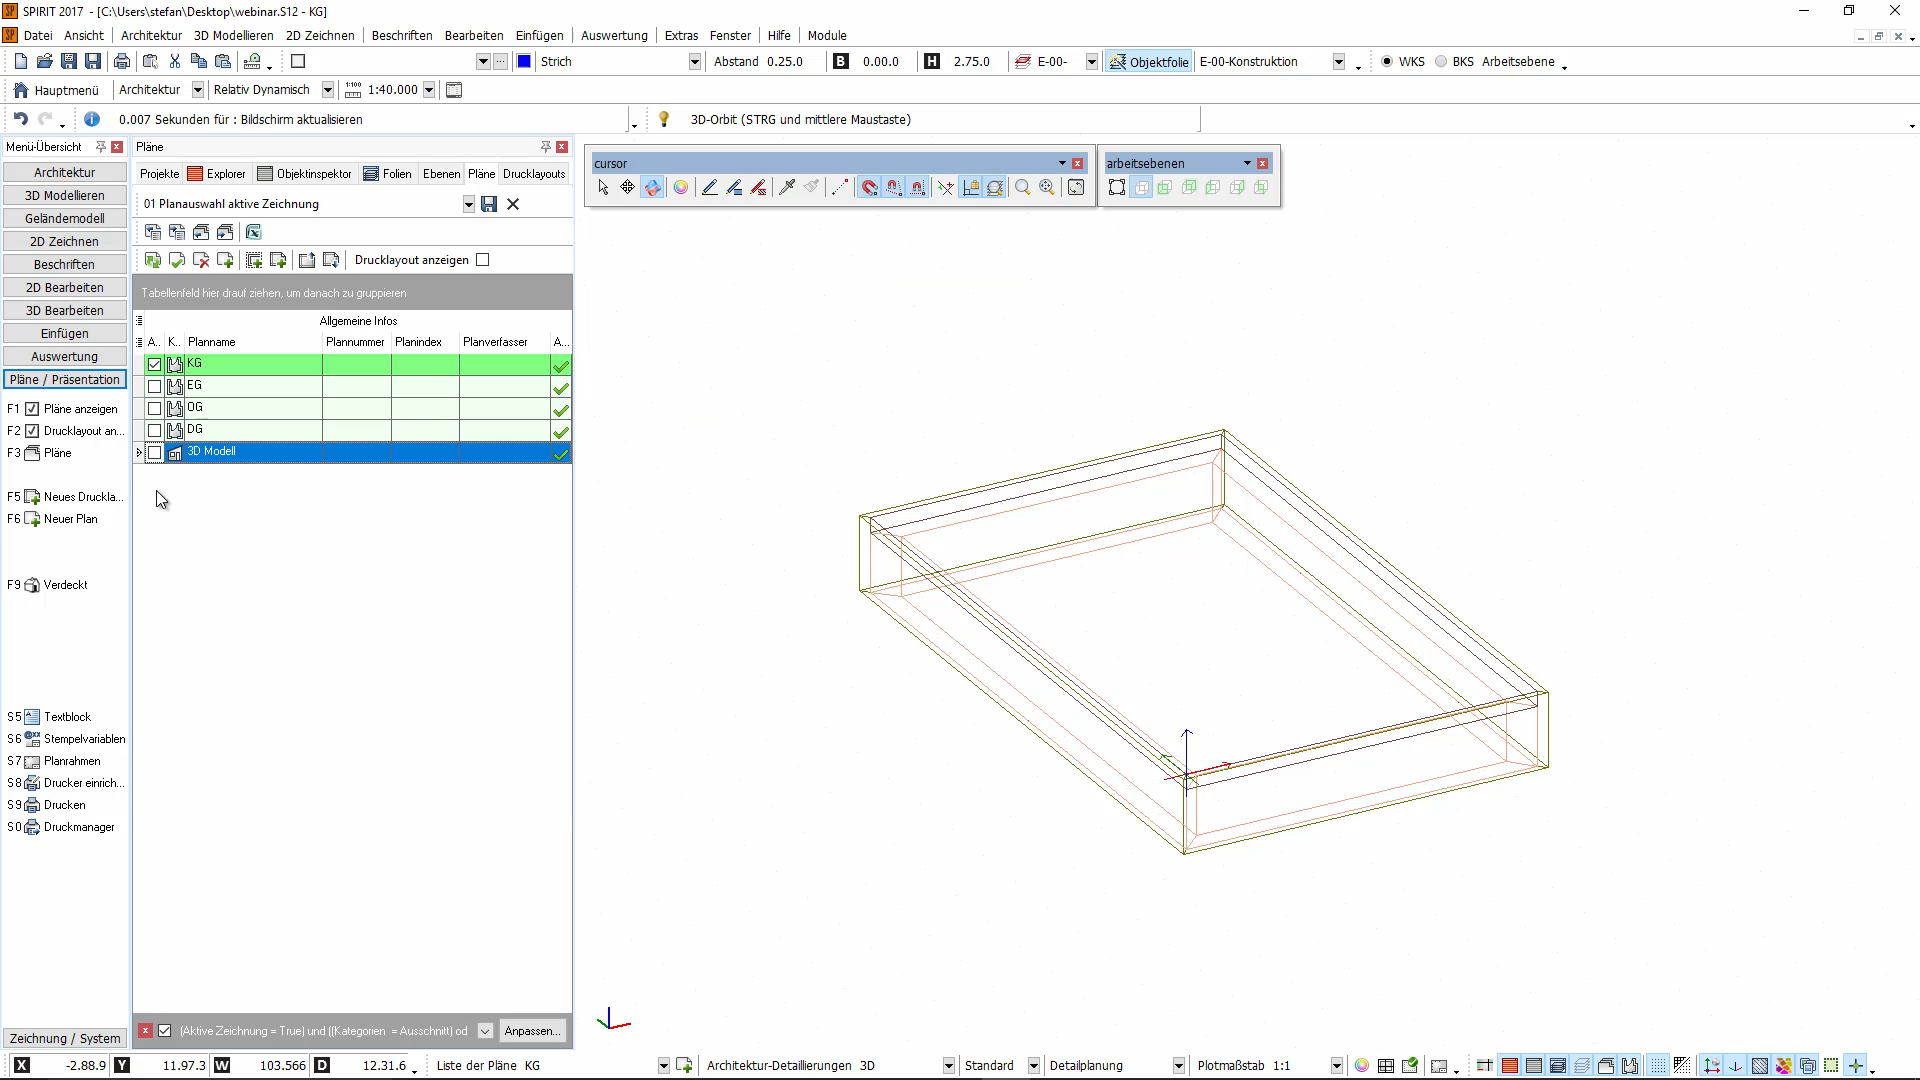 SPIRIT 2017 - [C:\Users\stefan\Desktop\webinar.S12 - KG]
Datei Ansicht Architektur 3D Modellieren 2D Zeichnen Beschriften Bearbeiten Einfügen Auswertung Extras Fenster Hilfe Module
Strich Abstand 0.25.0 B 0.00.0 H 2.75.0 E-00- Objektfolie E-00-Konstruktion WKS BKS Arbeitsebene
Hauptmenü Architektur Relativ Dynamisch 1:100 1:40.000
0.007 Sekunden für : Bildschirm aktualisieren 3D-Orbit (STRG und mittlere Maustaste)
Menü-Übersicht Pläne
cursor arbeitsebenen
Architektur Projekte Explorer Objektinspektor Folien Ebenen Pläne Drucklayouts
3D Modellieren
01 Planauswahl aktive Zeichnung
Geländemodell
2D Zeichnen
Beschriften Drucklayout anzeigen
2D Bearbeiten Tabellenfeld hier drauf ziehen, um danach zu gruppieren
3D Bearbeiten
Allgemeine Infos
Einfügen
A.. K.. Planname Plannummer Planindex Planverfasser A...
Auswertung KG
Pläne / Präsentation EG
F1 Pläne anzeigen OG
F2 Drucklayout an... DG
F3 Pläne 3D Modell
F5 Neues Druckla...
F6 Neuer Plan
F9 Verdeckt
S5 Textblock
S6 Stempelvariablen
S7 Planrahmen
S8 Drucker einrich...
S9 Drucken
S0 Druckmanager
Zeichnung / System (Aktive Zeichnung = True) und ((Kategorien = Ausschnitt) od Anpassen...
X -2.88.9 Y 11.97.3 W 103.566 D 12.31.6 Liste der Pläne KG Architektur-Detaillierungen 3D Standard Detailplanung Plotmaßstab 1:1